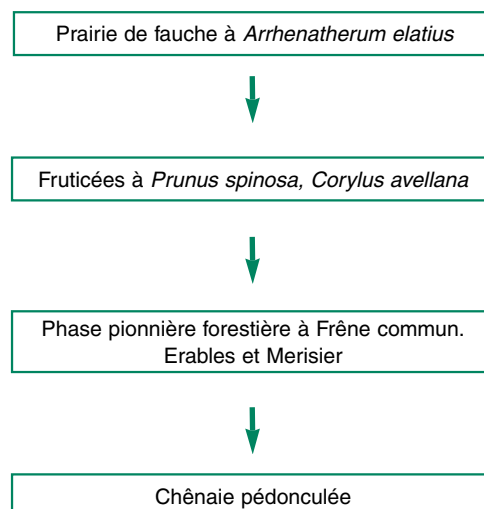 Prairie de fauche à Arrhenatherum elatius
Fruticées à Prunus spinosa, Corylus avellana
Phase pionnière forestière à Frêne commun.
Erables et Merisier
Chênaie pédonculée